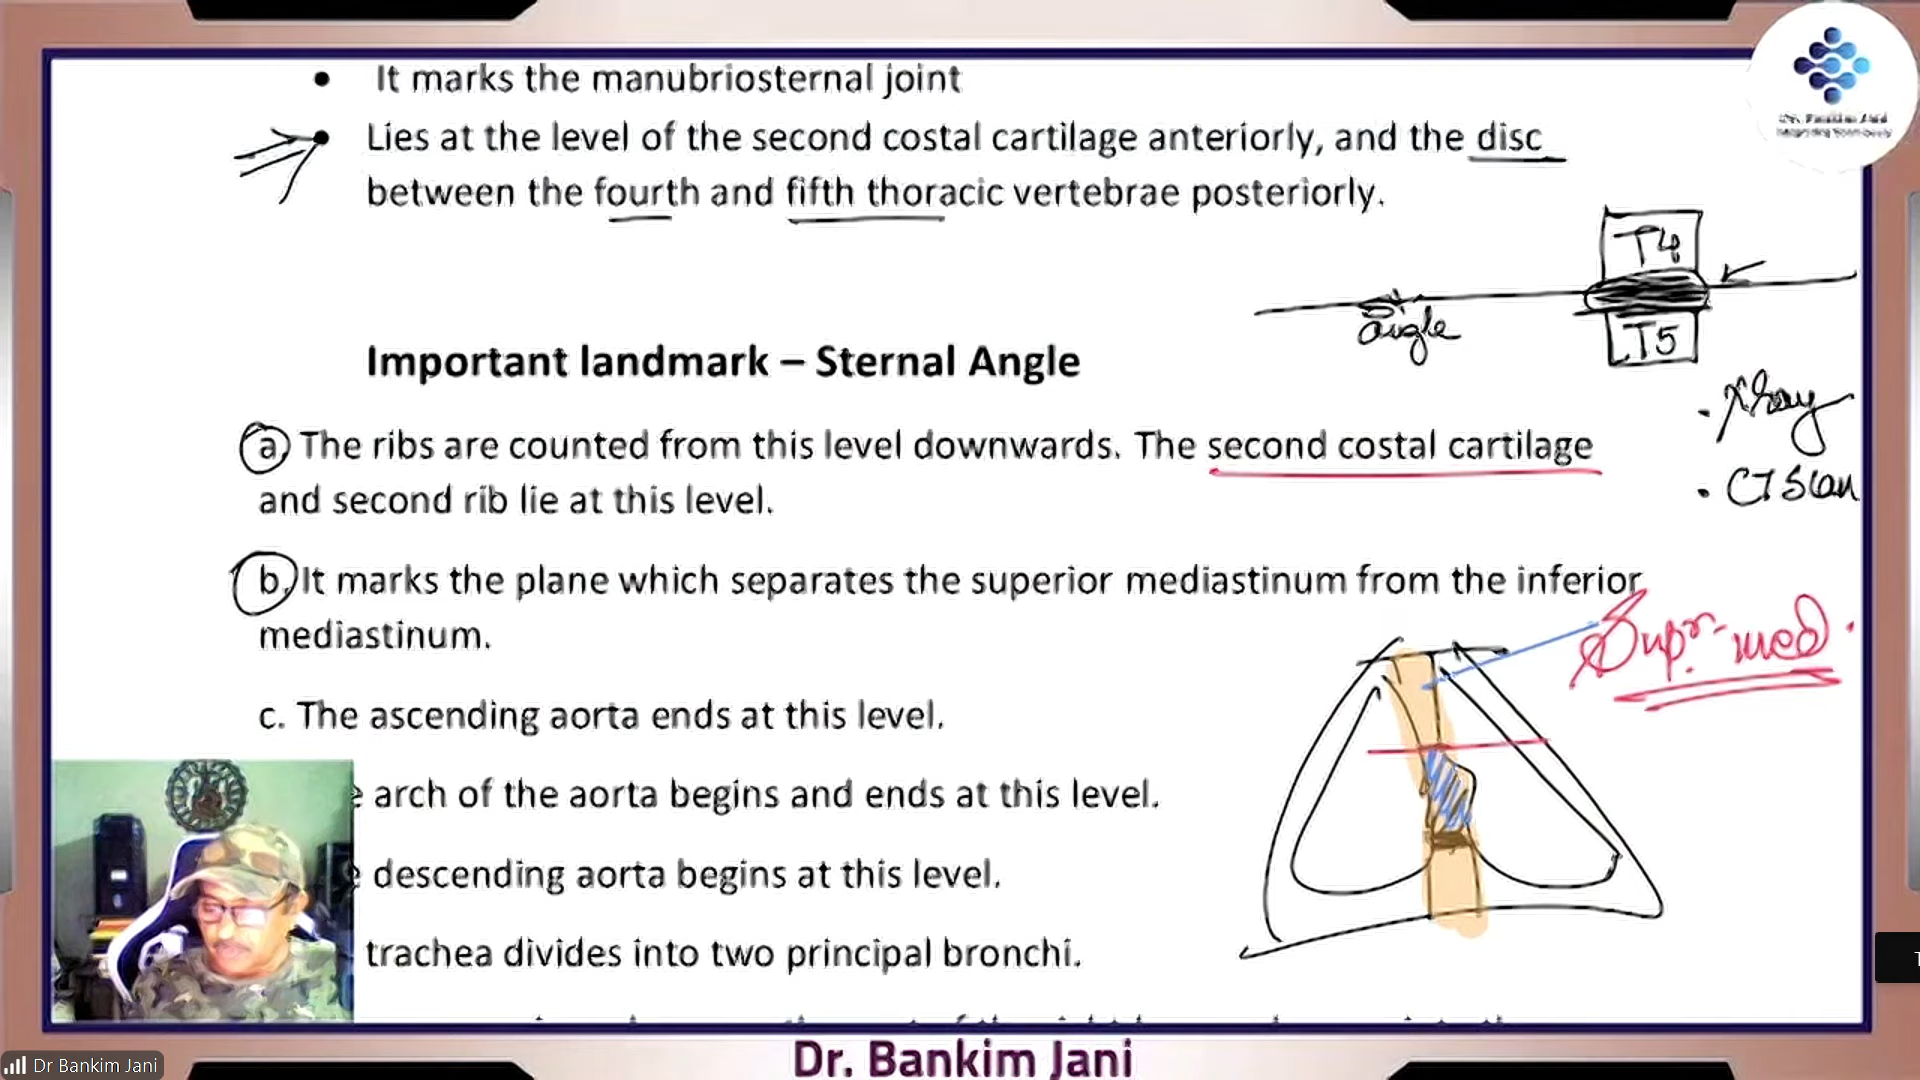 • It marks the manubriosternal joint
• Lies at the level of the second costal cartilage anteriorly, and the disc
between the fourth and fifth thoracic vertebrae posteriorly.
T4
angle
T5
Important landmark – Sternal Angle
• Xray
• CT Scan
a. The ribs are counted from this level downwards. The second costal cartilage
and second rib lie at this level.
b. It marks the plane which separates the superior mediastinum from the inferior
mediastinum.
Supr. med.
c. The ascending aorta ends at this level.
arch of the aorta begins and ends at this level.
descending aorta begins at this level.
trachea divides into two principal bronchi.
Dr. Bankim Jani
Dr Bankim Jani